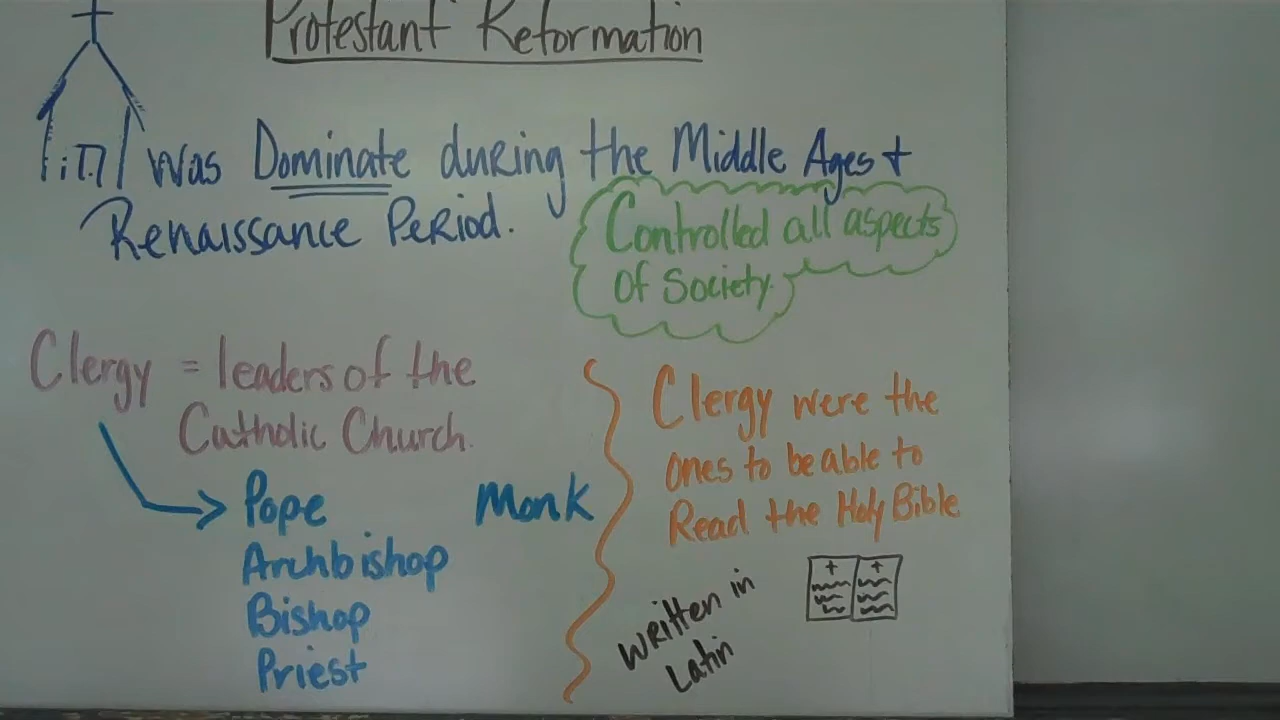 Protestant Reformation
was Dominate during the Middle Ages +
Renaissance Period.
Controlled all aspects
of Society.
Clergy = leaders of the
Catholic Church.
Pope
Archbishop
Bishop
Priest
Monk
Clergy were the
ones to be able to
Read the Holy Bible
written in
Latin